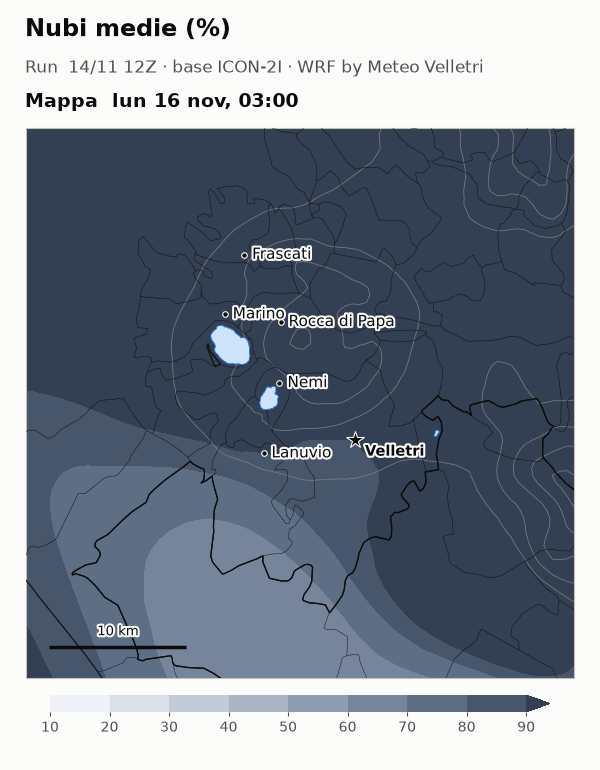 Nubi medie (%)
Run  14/11 12Z · base ICON-2I · WRF by Meteo Velletri
Mappa  lun 16 nov, 03:00
Frascati
Marino
Rocca di Papa
Nemi
Velletri
Lanuvio
10 km
10 20 30 40 50 60 70 80 90